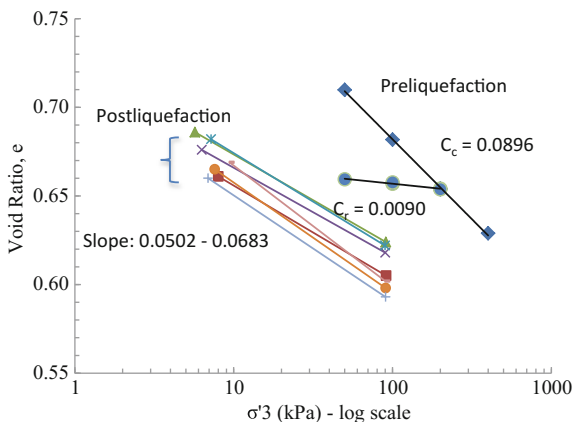 0.75
0.70
0.65
0.60
0.55
Void Ratio, e
Preliquefaction
Postliquefaction
Cc = 0.0896
Cr = 0.0090
Slope: 0.0502 - 0.0683
1
10
100
1000
σ'3 (kPa) - log scale